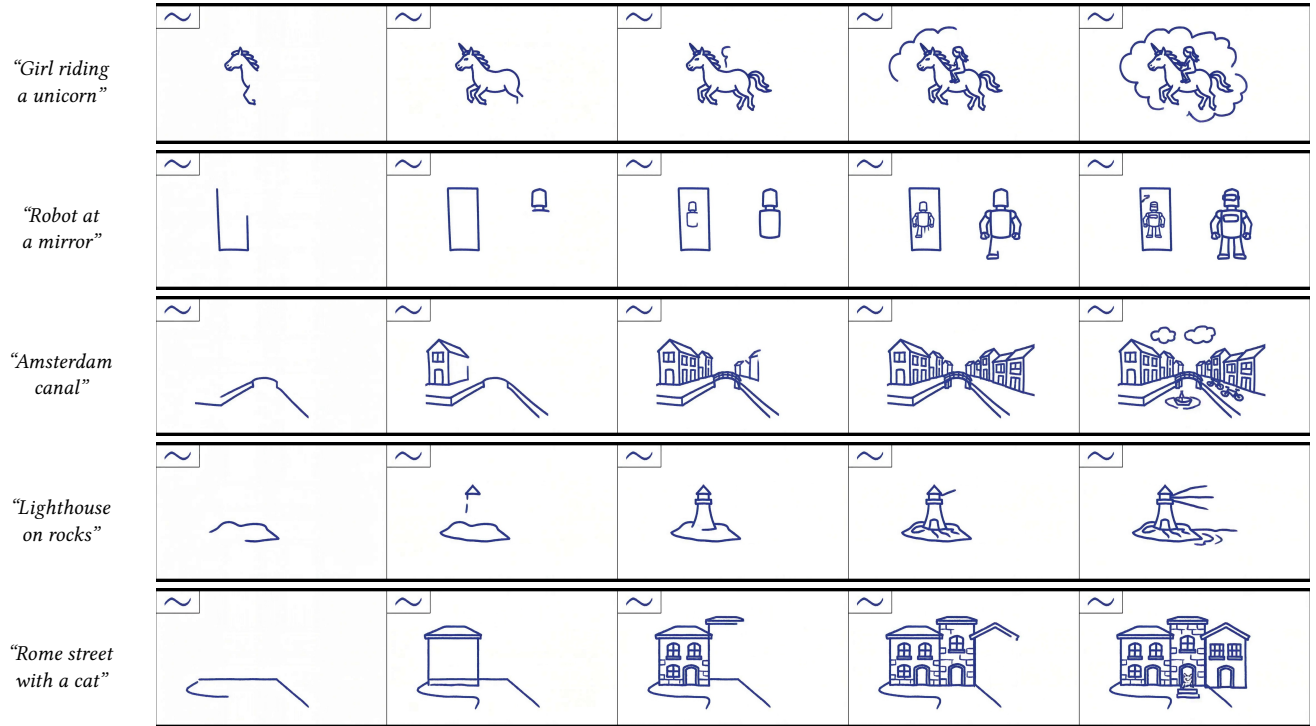 “Girl riding
a unicorn”
“Robot at
a mirror”
“Amsterdam
canal”
“Lighthouse
on rocks”
“Rome street
with a cat”